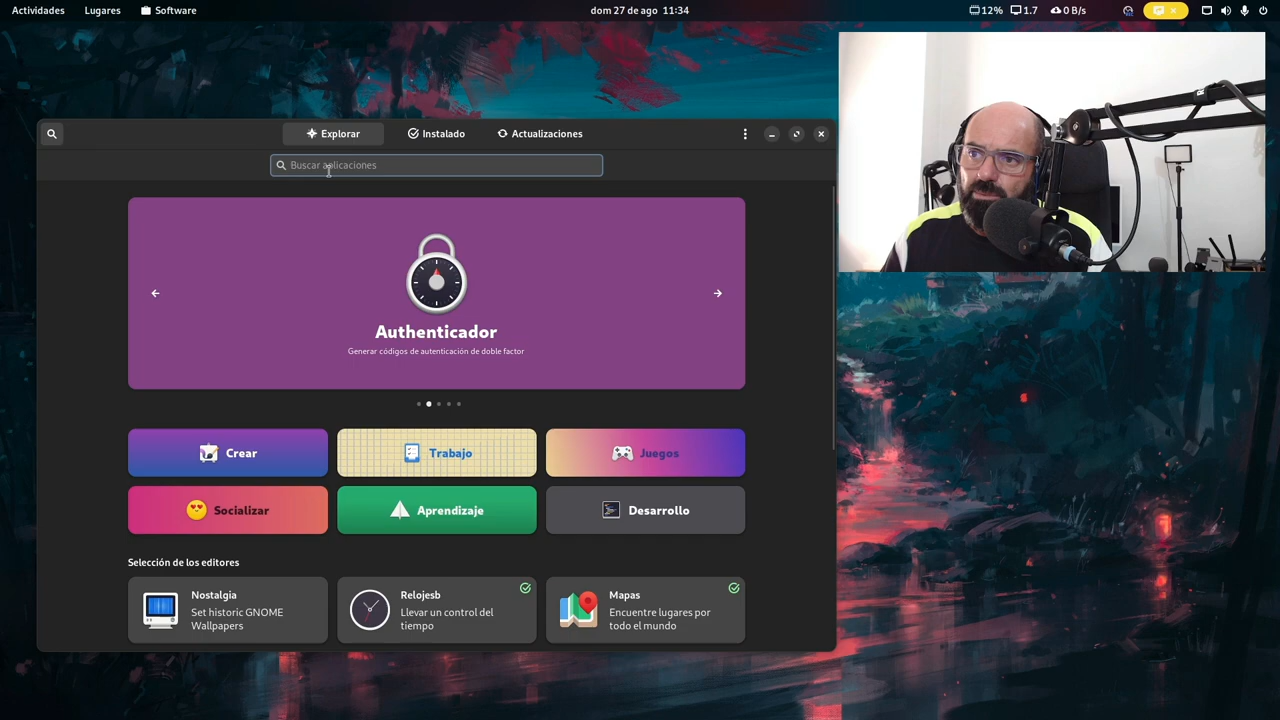 Actividades Lugares Software dom 27 de ago 11:34 12% 1.7 0 B/s
Explorar Instalado Actualizaciones
Buscar aplicaciones
Authenticador
Generar códigos de autenticación de doble factor
Crear Trabajo Juegos
Socializar Aprendizaje Desarrollo
Selección de los editores
Nostalgia
Set historic GNOME
Wallpapers
Relojesb
Llevar un control del
tiempo
Mapas
Encuentre lugares por
todo el mundo